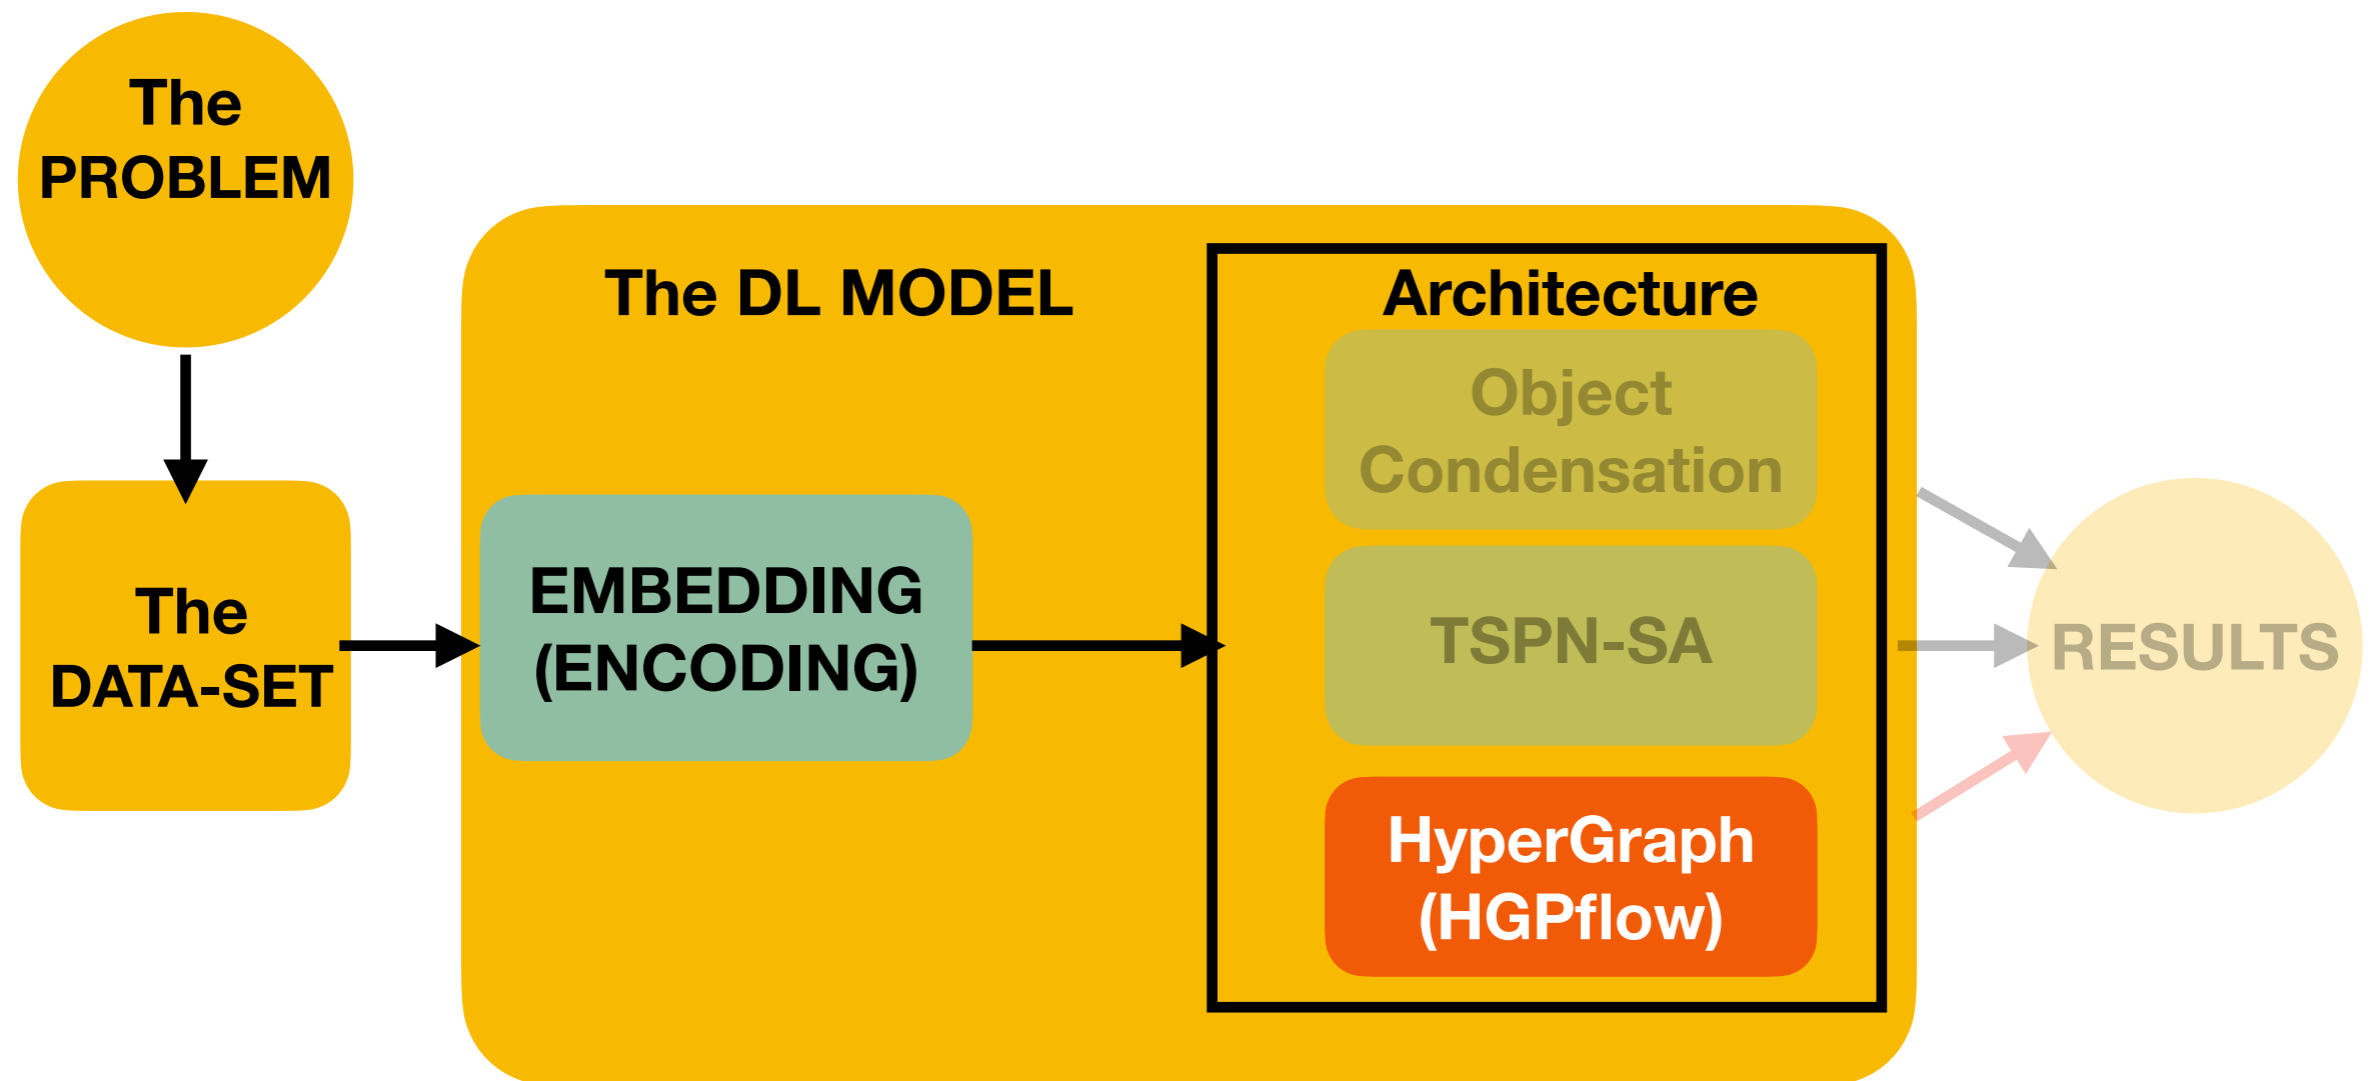 The
PROBLEM
The
DATA-SET
The DL MODEL
EMBEDDING
(ENCODING)
Architecture
Object
Condensation
TSPN-SA
HyperGraph
(HGPflow)
RESULTS